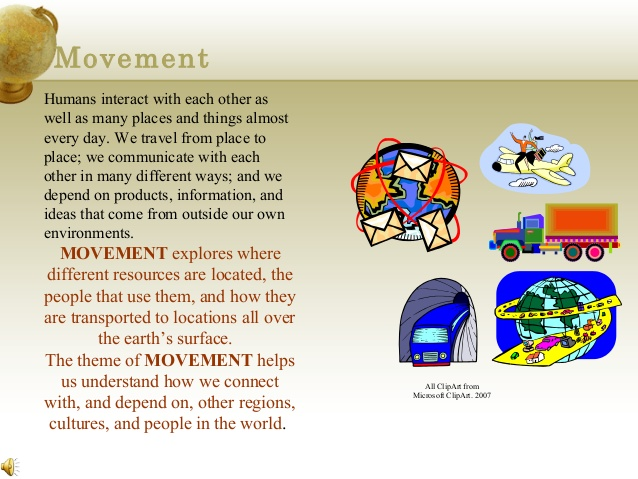 Movement
Humans interact with each other as
well as many places and things almost
every day. We travel from place to
place; we communicate with each
other in many different ways; and we
depend on products, information, and
ideas that come from outside our own
environments.
MOVEMENT explores where
different resources are located, the
people that use them, and how they
are transported to locations all over
the earth’s surface.
The theme of MOVEMENT helps
us understand how we connect
with, and depend on, other regions,
cultures, and people in the world.
All ClipArt from
Microsoft ClipArt. 2007